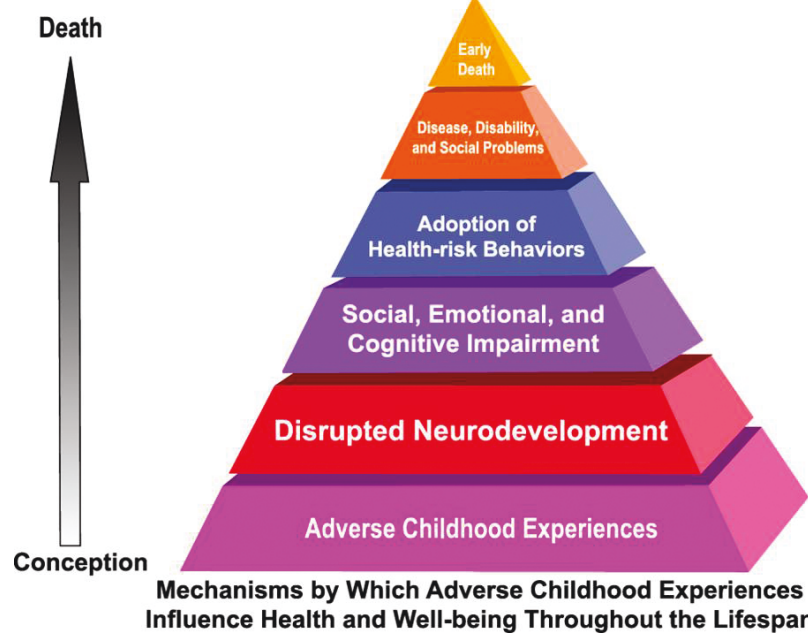 Death
Early
Death
Disease, Disability,
and Social Problems
Adoption of
Health-risk Behaviors
Social, Emotional, and
Cognitive Impairment
Disrupted Neurodevelopment
Adverse Childhood Experiences
Conception
Mechanisms by Which Adverse Childhood Experiences
Influence Health and Well-being Throughout the Lifespan